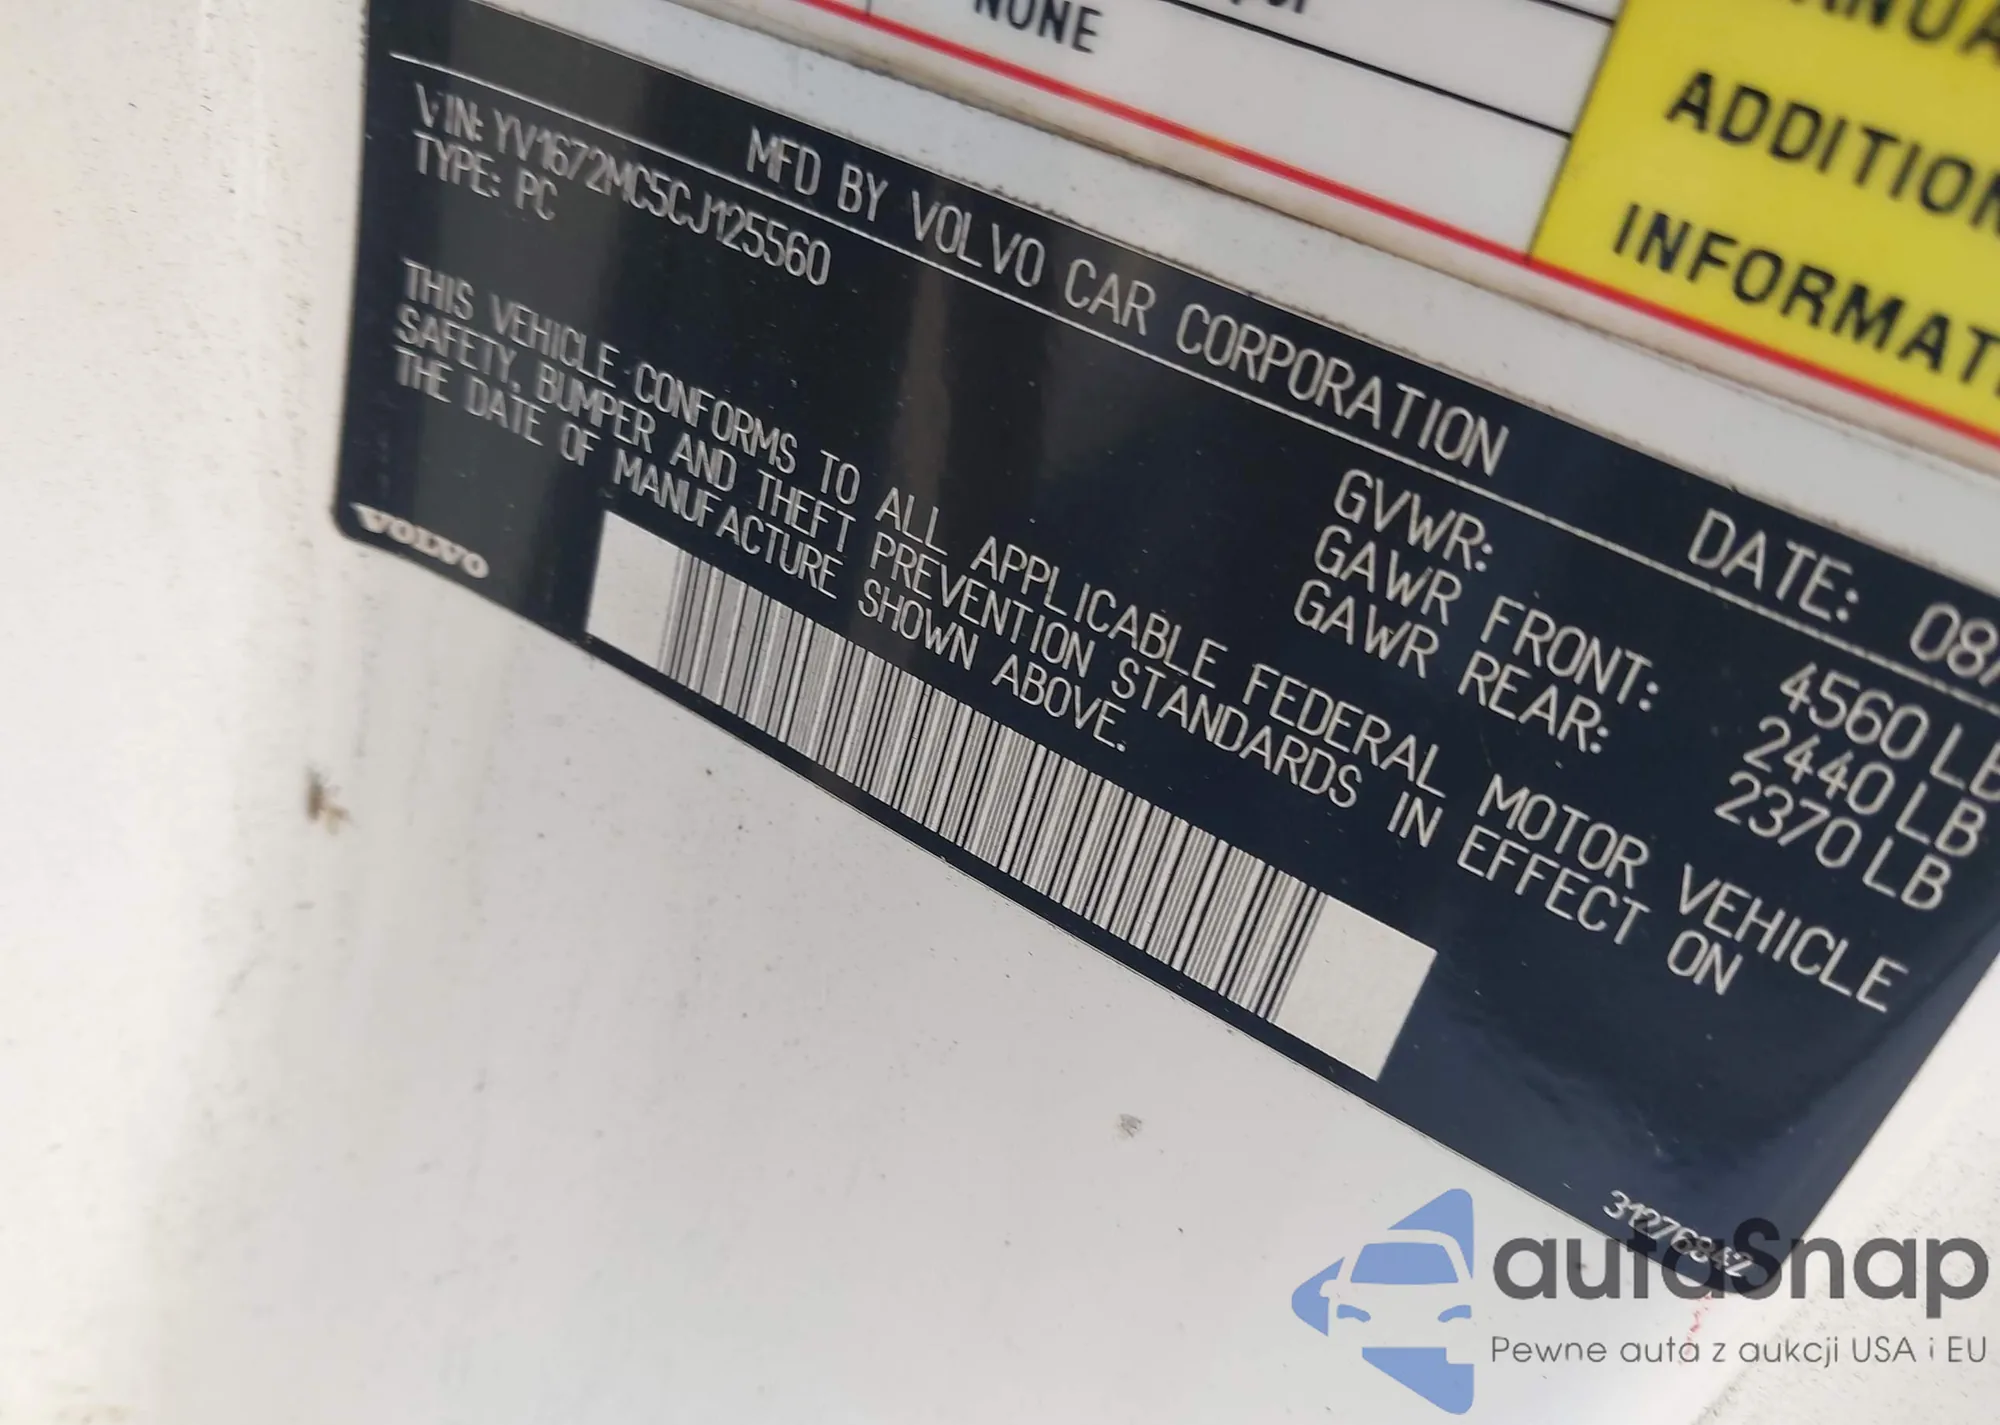 NONE
ADDITION
INFORMAT
MFD BY VOLVO CAR CORPORATION
DATE: 08/
VIN: YV1672MC5CJ125560
TYPE: PC
GVWR: 4560 LB
GAWR FRONT: 2440 LB
GAWR REAR: 2370 LB
THIS VEHICLE CONFORMS TO ALL APPLICABLE FEDERAL MOTOR VEHICLE
SAFETY, BUMPER AND THEFT PREVENTION STANDARDS IN EFFECT ON
THE DATE OF MANUFACTURE SHOWN ABOVE.
VOLVO
31276842
autaSnap
Pewne auta z aukcji USA i EU